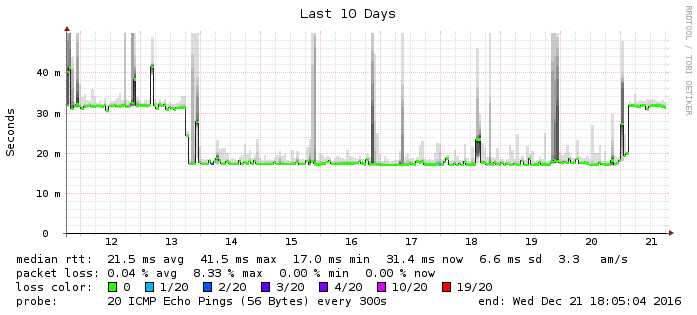 Last 10 Days
RRDTOOL / TOBI OETIKER
Seconds
40 m
30 m
20 m
10 m
0
12 13 14 15 16 17 18 19 20 21
median rtt: 21.5 ms avg 41.5 ms max 17.0 ms min 31.4 ms now 6.6 ms sd 3.3 am/s
packet loss: 0.04 % avg 8.33 % max 0.00 % min 0.00 % now
loss color: 0 1/20 2/20 3/20 4/20 10/20 19/20
probe: 20 ICMP Echo Pings (56 Bytes) every 300s end: Wed Dec 21 18:05:04 2016